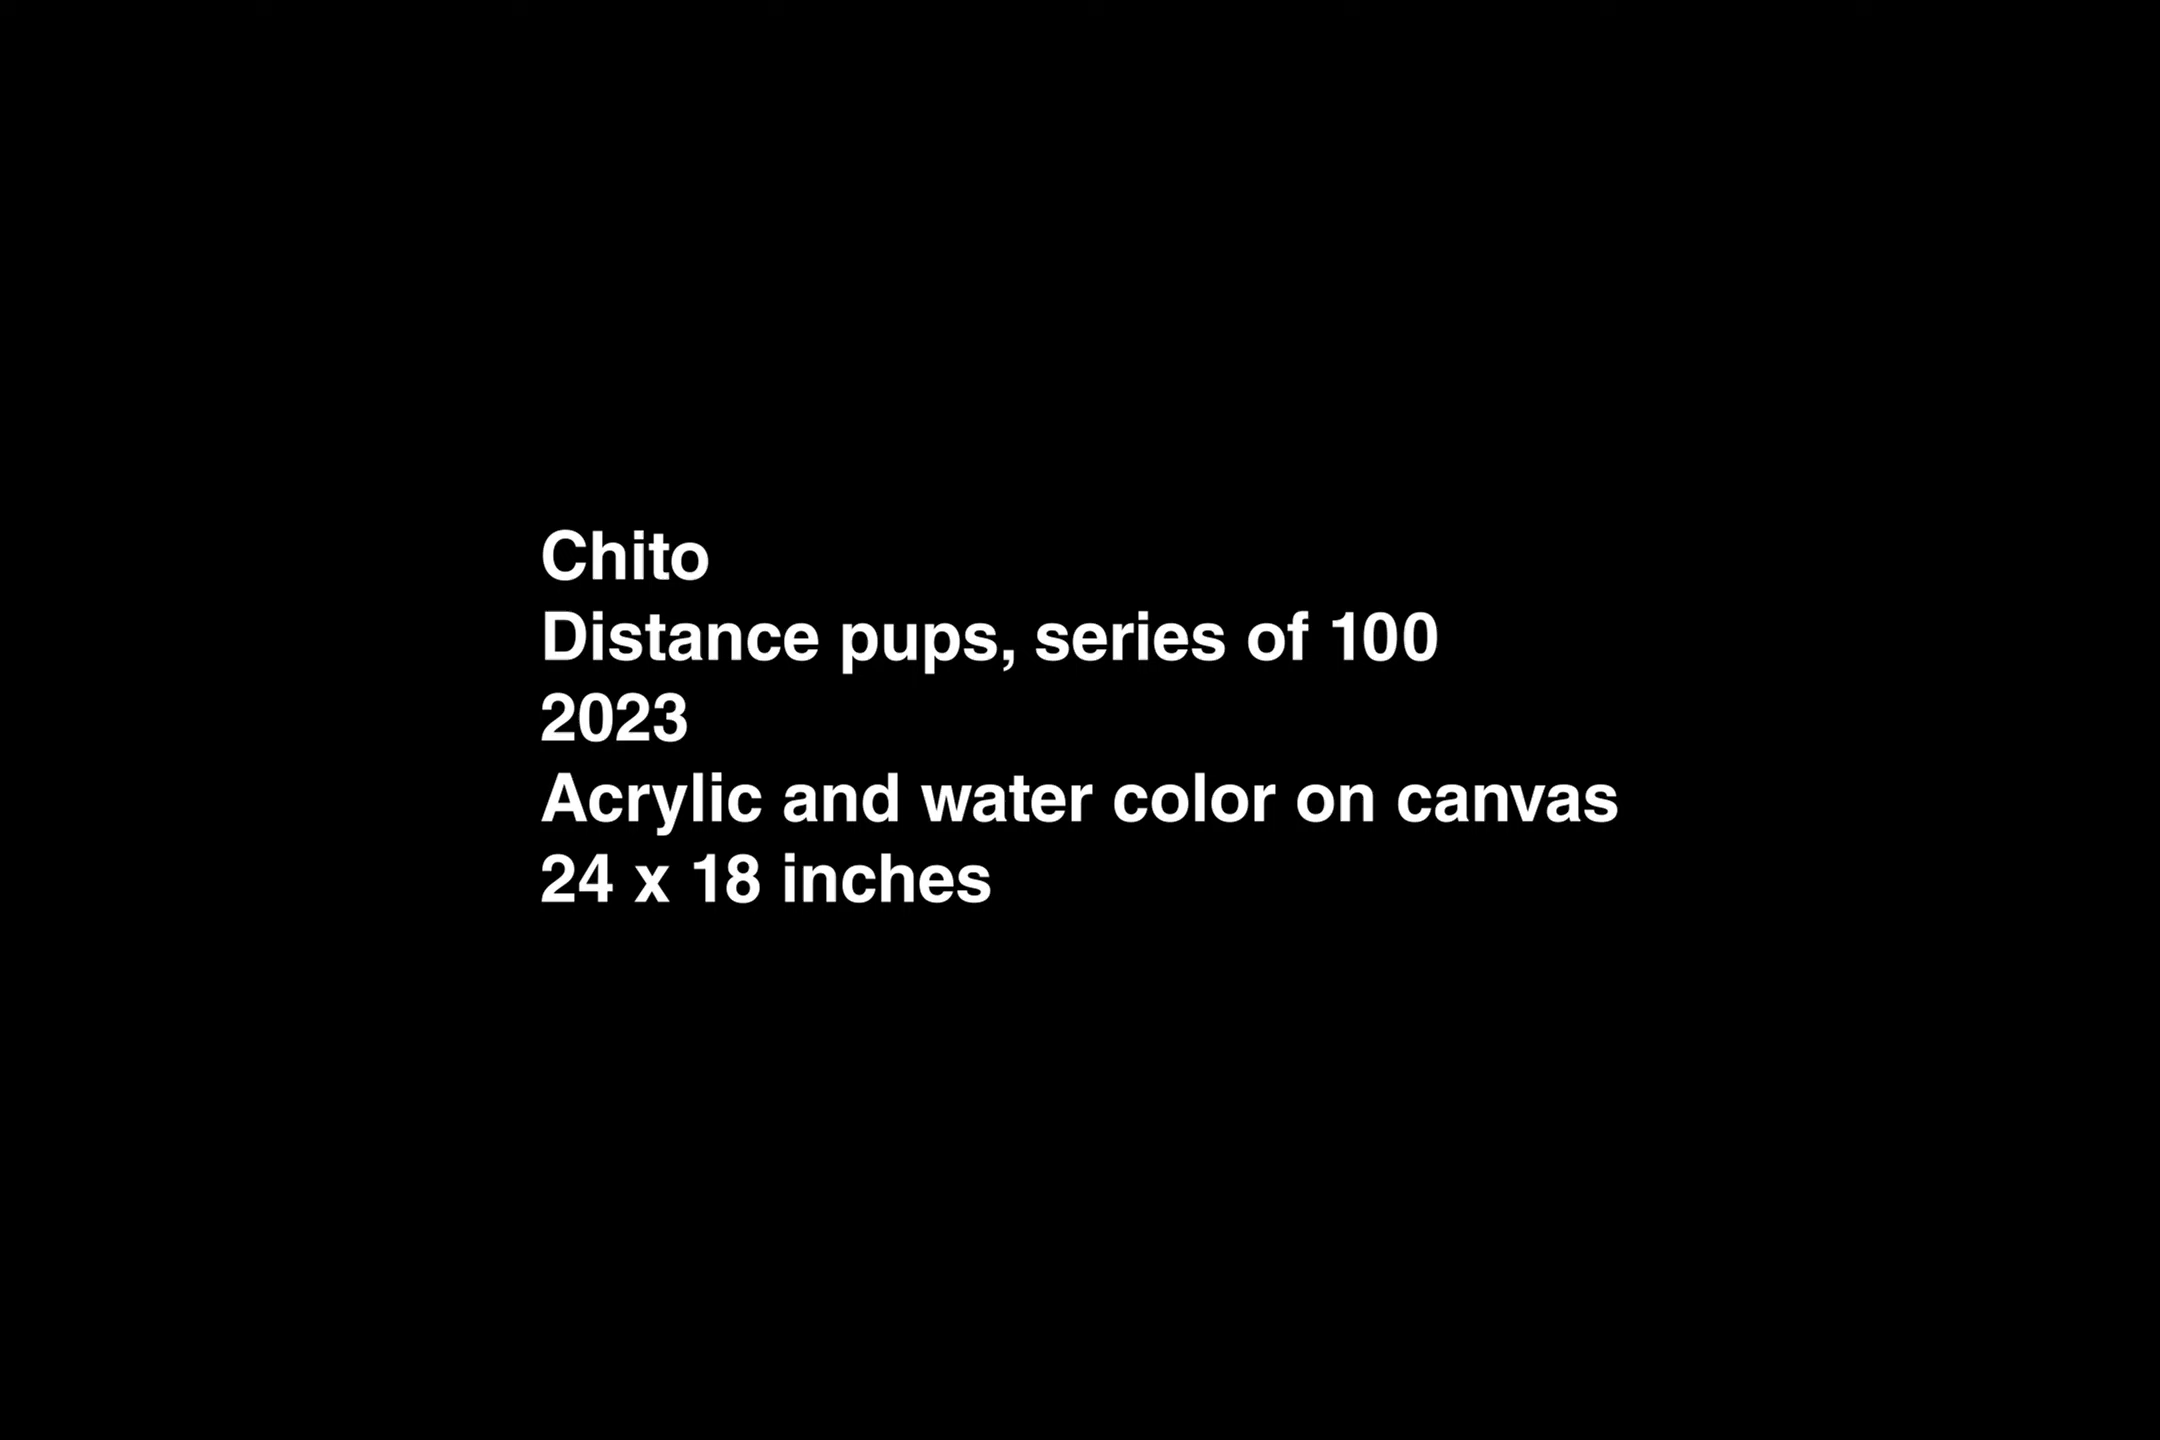 Chito
Distance pups, series of 100
2023
Acrylic and water color on canvas
24 x 18 inches